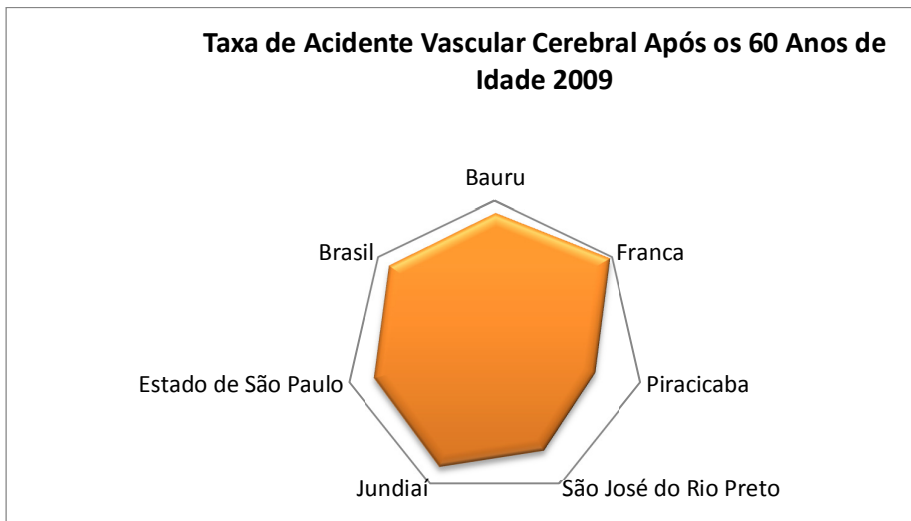 Taxa de Acidente Vascular Cerebral Após os 60 Anos de
Idade 2009
Bauru
Brasil
Franca
Estado de São Paulo
Piracicaba
Jundiaí
São José do Rio Preto